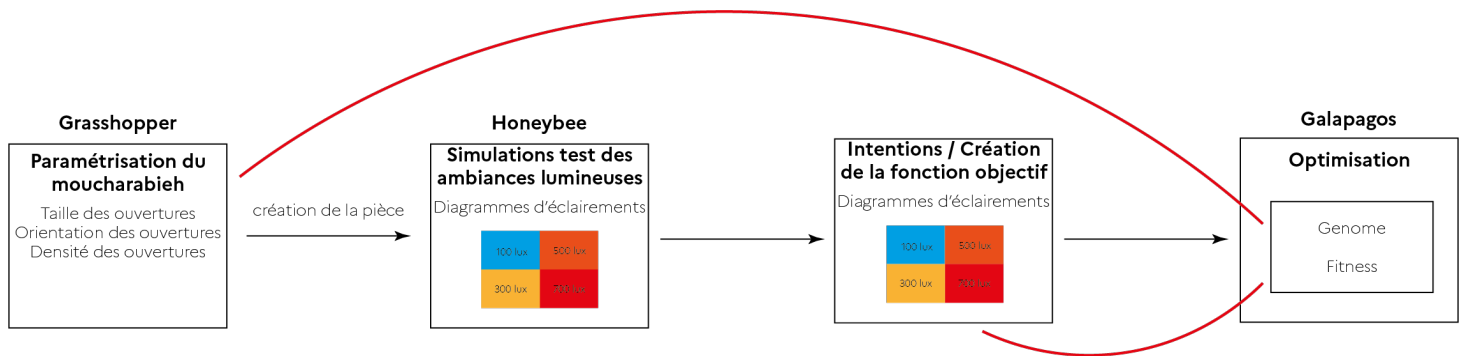 Grasshopper
Paramétrisation du
moucharabieh
Taille des ouvertures
Orientation des ouvertures
Densité des ouvertures
création de la pièce
Honeybee
Simulations test des
ambiances lumineuses
Diagrammes d'éclairements
100 lux
500 lux
300 lux
700 lux
Intentions / Création
de la fonction objectif
Diagrammes d'éclairements
100 lux
500 lux
300 lux
700 lux
Galapagos
Optimisation
Genome
Fitness